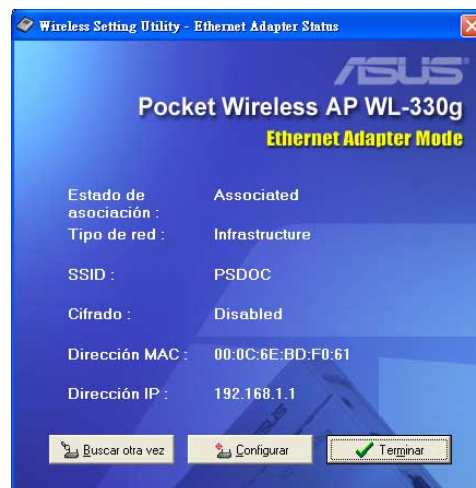 Wireless Setting Utility - Ethernet Adapter Status
ASUS
Pocket Wireless AP WL-330g
Ethernet Adapter Mode
Estado de
asociación :
Associated
Tipo de red : Infrastructure
SSID : PSDOC
Cifrado : Disabled
Dirección MAC : 00:0C:6E:BD:F0:61
Dirección IP : 192.168.1.1
ASUS
Buscar otra vez Configurar Terminar